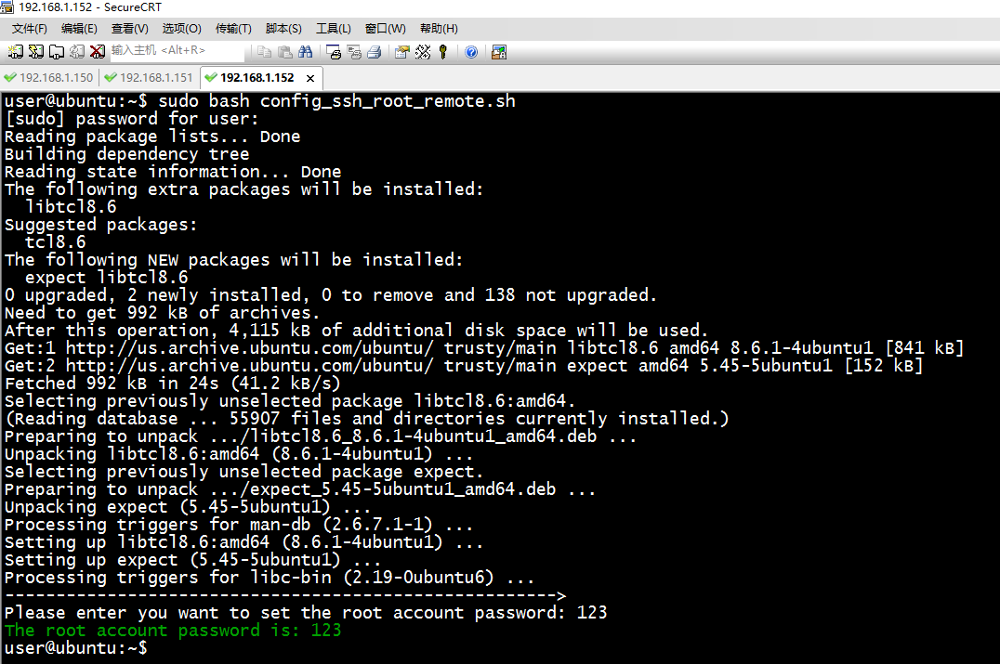 192.168.1.152 - SecureCRT
文件(F) 编辑(E) 查看(V) 选项(O) 传输(T) 脚本(S) 工具(L) 窗口(W) 帮助(H)
输入主机 <Alt+R>
192.168.1.150 192.168.1.151 192.168.1.152 ×
user@ubuntu:~$ sudo bash config_ssh_root_remote.sh
[sudo] password for user:
Reading package lists... Done
Building dependency tree
Reading state information... Done
The following extra packages will be installed:
  libtcl8.6
Suggested packages:
  tcl8.6
The following NEW packages will be installed:
  expect libtcl8.6
0 upgraded, 2 newly installed, 0 to remove and 138 not upgraded.
Need to get 992 kB of archives.
After this operation, 4,115 kB of additional disk space will be used.
Get:1 http://us.archive.ubuntu.com/ubuntu/ trusty/main libtcl8.6 amd64 8.6.1-4ubuntu1 [841 kB]
Get:2 http://us.archive.ubuntu.com/ubuntu/ trusty/main expect amd64 5.45-5ubuntu1 [152 kB]
Fetched 992 kB in 24s (41.2 kB/s)
Selecting previously unselected package libtcl8.6:amd64.
(Reading database ... 55907 files and directories currently installed.)
Preparing to unpack .../libtcl8.6_8.6.1-4ubuntu1_amd64.deb ...
Unpacking libtcl8.6:amd64 (8.6.1-4ubuntu1) ...
Selecting previously unselected package expect.
Preparing to unpack .../expect_5.45-5ubuntu1_amd64.deb ...
Unpacking expect (5.45-5ubuntu1) ...
Processing triggers for man-db (2.6.7.1-1) ...
Setting up libtcl8.6:amd64 (8.6.1-4ubuntu1) ...
Setting up expect (5.45-5ubuntu1) ...
Processing triggers for libc-bin (2.19-0ubuntu6) ...
------------------------------------------------------>
Please enter you want to set the root account password: 123
The root account password is: 123
user@ubuntu:~$